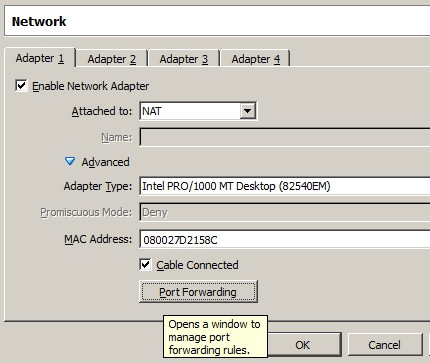 Network
Adapter 1 Adapter 2 Adapter 3 Adapter 4
Enable Network Adapter
Attached to: NAT
Name:
Advanced
Adapter Type: Intel PRO/1000 MT Desktop (82540EM)
Promiscuous Mode: Deny
MAC Address: 080027D2158C
Cable Connected
Port Forwarding
Opens a window to
manage port
forwarding rules.
OK Cancel